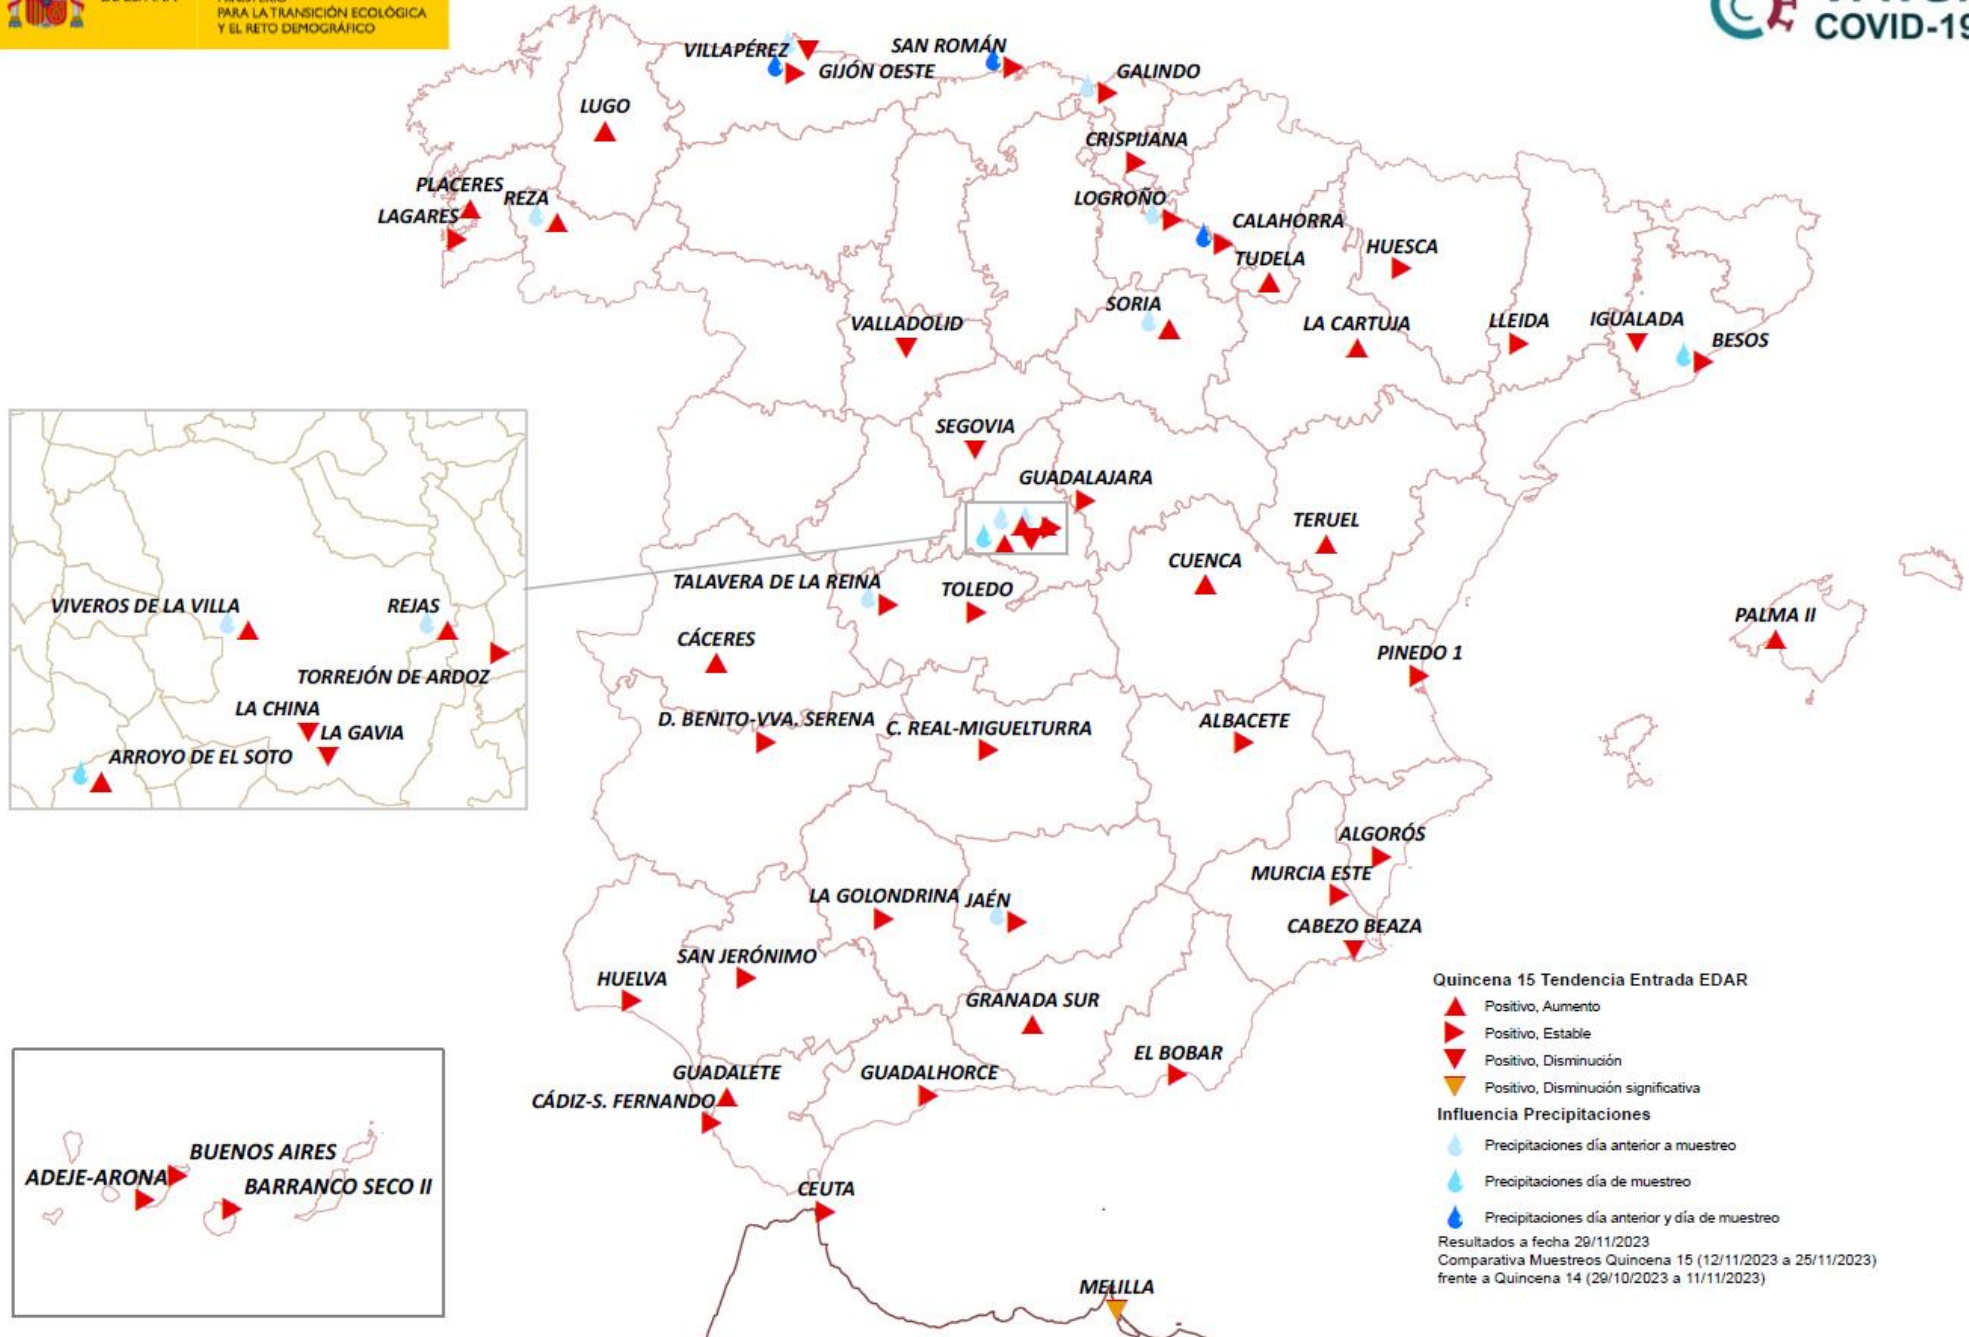 PARA LA TRANSICIÓN ECOLÓGICA
Y EL RETO DEMOGRÁFICO
COVID-19
VILLAPÉREZ
SAN ROMÁN
GIJÓN OESTE
GALINDO
LUGO
CRISPIJANA
PLACERES
REZA
LOGROÑO
LAGARES
CALAHORRA
HUESCA
TUDELA
SORIA
VALLADOLID
LA CARTUJA
LLEIDA
IGUALADA
BESOS
SEGOVIA
GUADALAJARA
TERUEL
CUENCA
TALAVERA DE LA REINA
TOLEDO
VIVEROS DE LA VILLA
REJAS
PALMA II
CÁCERES
PINEDO 1
TORREJÓN DE ARDOZ
LA CHINA
LA GAVIA
D. BENITO-VVA. SERENA
C. REAL-MIGUELTURRA
ALBACETE
ARROYO DE EL SOTO
ALGORÓS
MURCIA ESTE
LA GOLONDRINA
JAÉN
CABEZO BEAZA
SAN JERÓNIMO
HUELVA
GRANADA SUR
EL BOBAR
GUADALETE
GUADALHORCE
CÁDIZ-S. FERNANDO
BUENOS AIRES
ADEJE-ARONA
BARRANCO SECO II
CEUTA
MELILLA
Quincena 15 Tendencia Entrada EDAR
Positivo, Aumento
Positivo, Estable
Positivo, Disminución
Positivo, Disminución significativa
Influencia Precipitaciones
Precipitaciones día anterior a muestreo
Precipitaciones día de muestreo
Precipitaciones día anterior y día de muestreo
Resultados a fecha 29/11/2023
Comparativa Muestreos Quincena 15 (12/11/2023 a 25/11/2023)
frente a Quincena 14 (29/10/2023 a 11/11/2023)